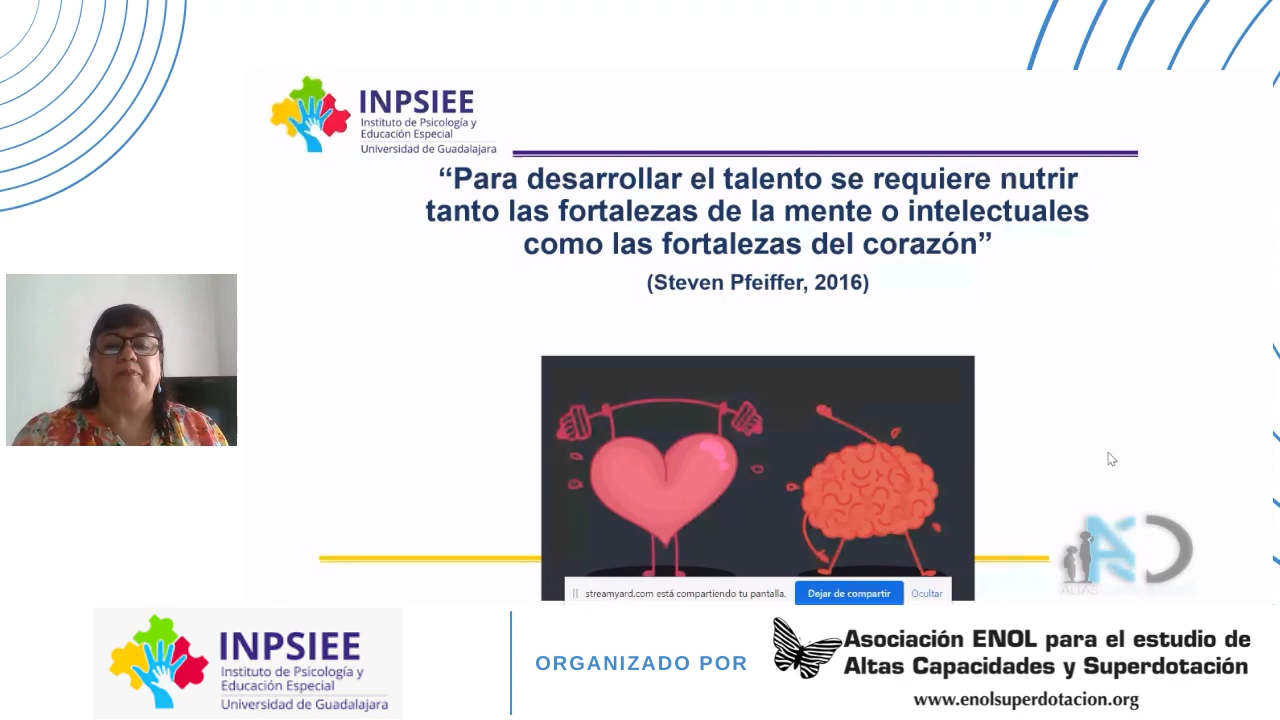 INPSIEE
Instituto de Psicología y
Educación Especial
Universidad de Guadalajara
“Para desarrollar el talento se requiere nutrir
tanto las fortalezas de la mente o intelectuales
como las fortalezas del corazón”
(Steven Pfeiffer, 2016)
ALTAS
streamyard.com está compartiendo tu pantalla.
Dejar de compartir
Ocultar
INPSIEE
Instituto de Psicología y
Educación Especial
Universidad de Guadalajara
ORGANIZADO POR
Asociación ENOL para el estudio de
Altas Capacidades y Superdotación
www.enolsuperdotacion.org